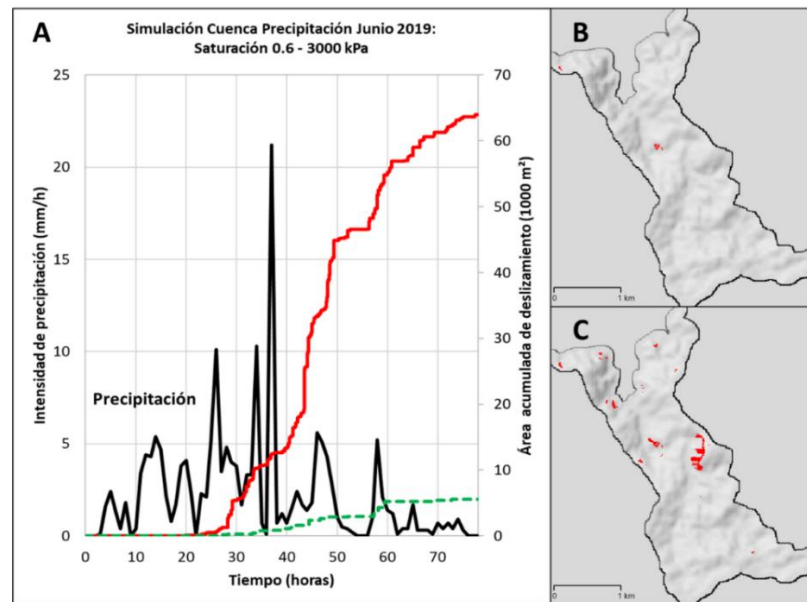 A
Simulación Cuenca Precipitación Junio 2019:
Saturación 0.6 - 3000 kPa
Intensidad de precipitación (mm/h)
25
20
15
10
5
0
Precipitación
0 10 20 30 40 50 60 70
Tiempo (horas)
70
60
50
40
30
20
10
0
Área acumulada de deslizamiento (1000 m²)
B
0 1 km
C
0 1 km